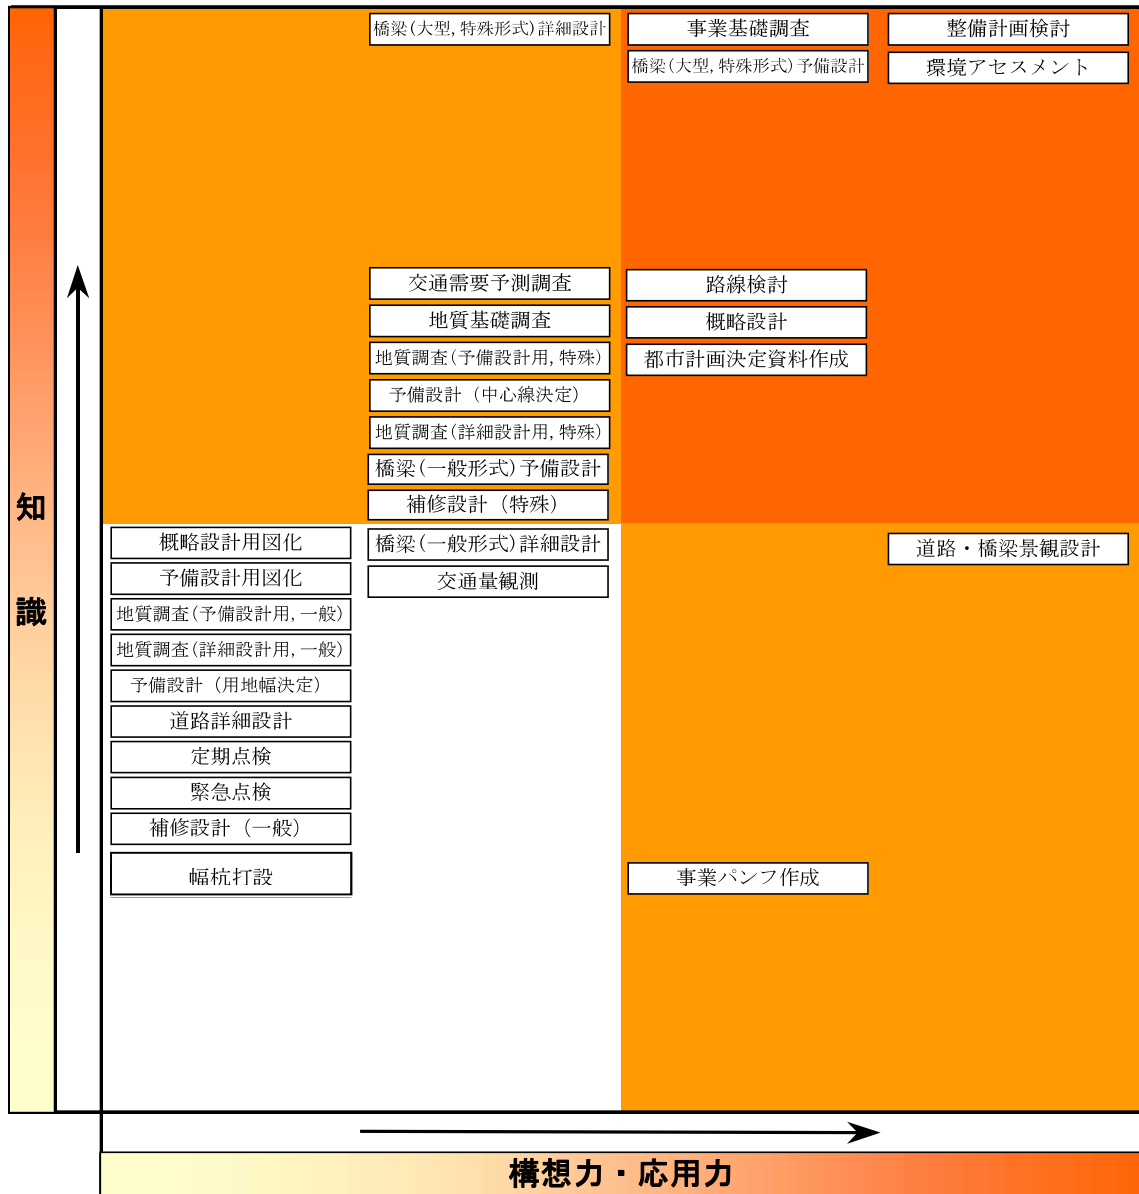 橋梁(大型,特殊形式)詳細設計
事業基礎調査
整備計画検討
橋梁(大型,特殊形式)予備設計
環境アセスメント
交通需要予測調査
地質基礎調査
地質調査(予備設計用,特殊)
予備設計（中心線決定）
地質調査(詳細設計用,特殊)
橋梁(一般形式)予備設計
補修設計（特殊）
路線検討
概略設計
都市計画決定資料作成
知
識
概略設計用図化
予備設計用図化
地質調査(予備設計用,一般)
地質調査(詳細設計用,一般)
予備設計（用地幅決定）
道路詳細設計
定期点検
緊急点検
補修設計（一般）
幅杭打設
橋梁(一般形式)詳細設計
交通量観測
道路・橋梁景観設計
事業パンフ作成
構想力・応用力